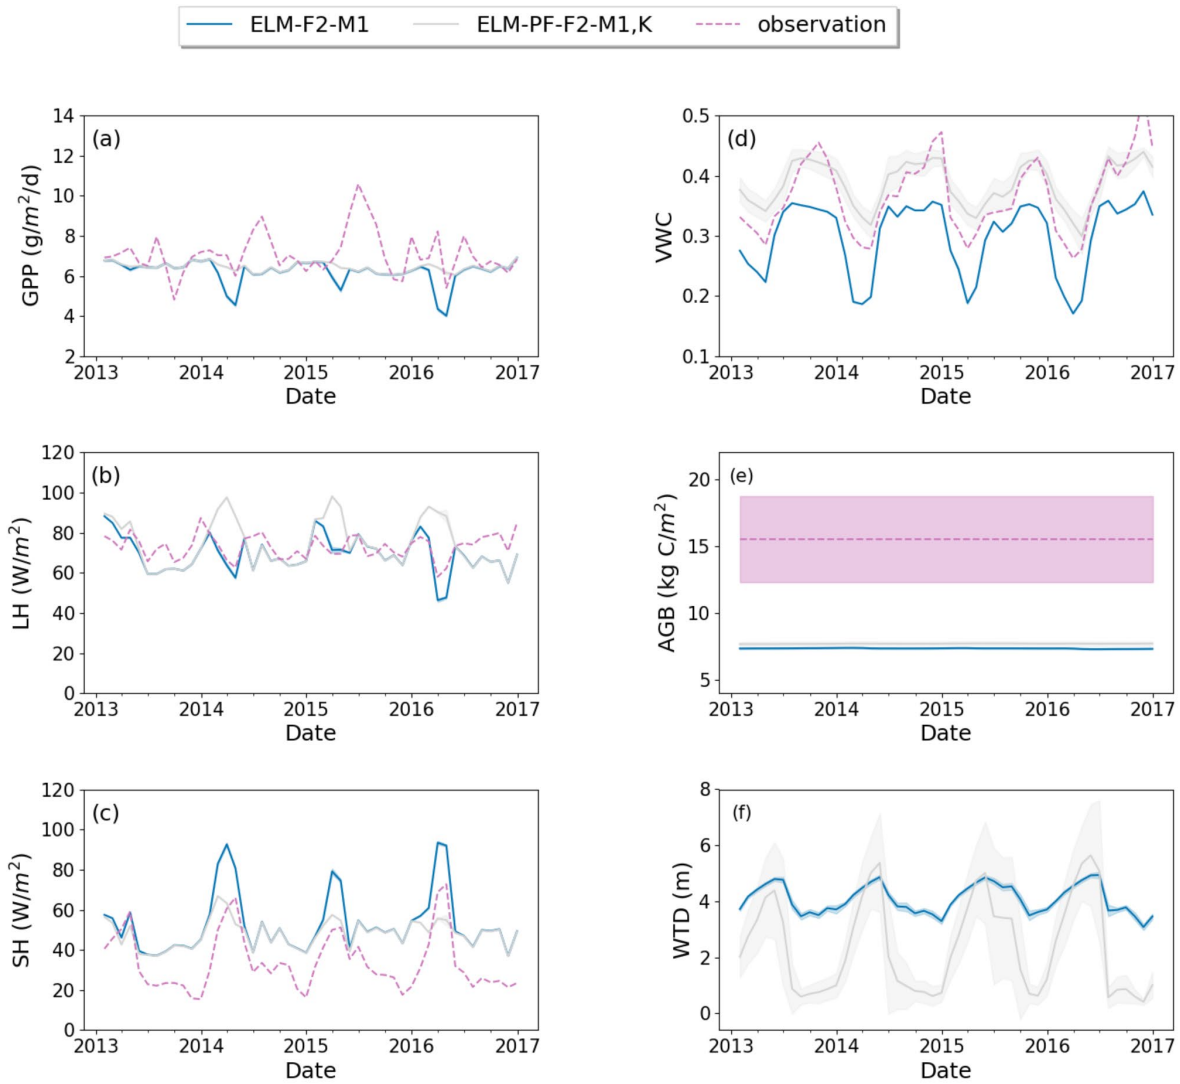 ELM-F2-M1 ELM-PF-F2-M1,K observation
(a)
GPP (g/m²/d)
14
12
10
8
6
4
2
2013 2014 2015 2016 2017
Date
(d)
VWC
0.5
0.4
0.3
0.2
0.1
2013 2014 2015 2016 2017
Date
(b)
LH (W/m²)
120
100
80
60
40
20
0
2013 2014 2015 2016 2017
Date
(e)
AGB (kg C/m²)
20
15
10
5
2013 2014 2015 2016 2017
Date
(c)
SH (W/m²)
120
100
80
60
40
20
0
2013 2014 2015 2016 2017
Date
(f)
WTD (m)
8
6
4
2
0
2013 2014 2015 2016 2017
Date